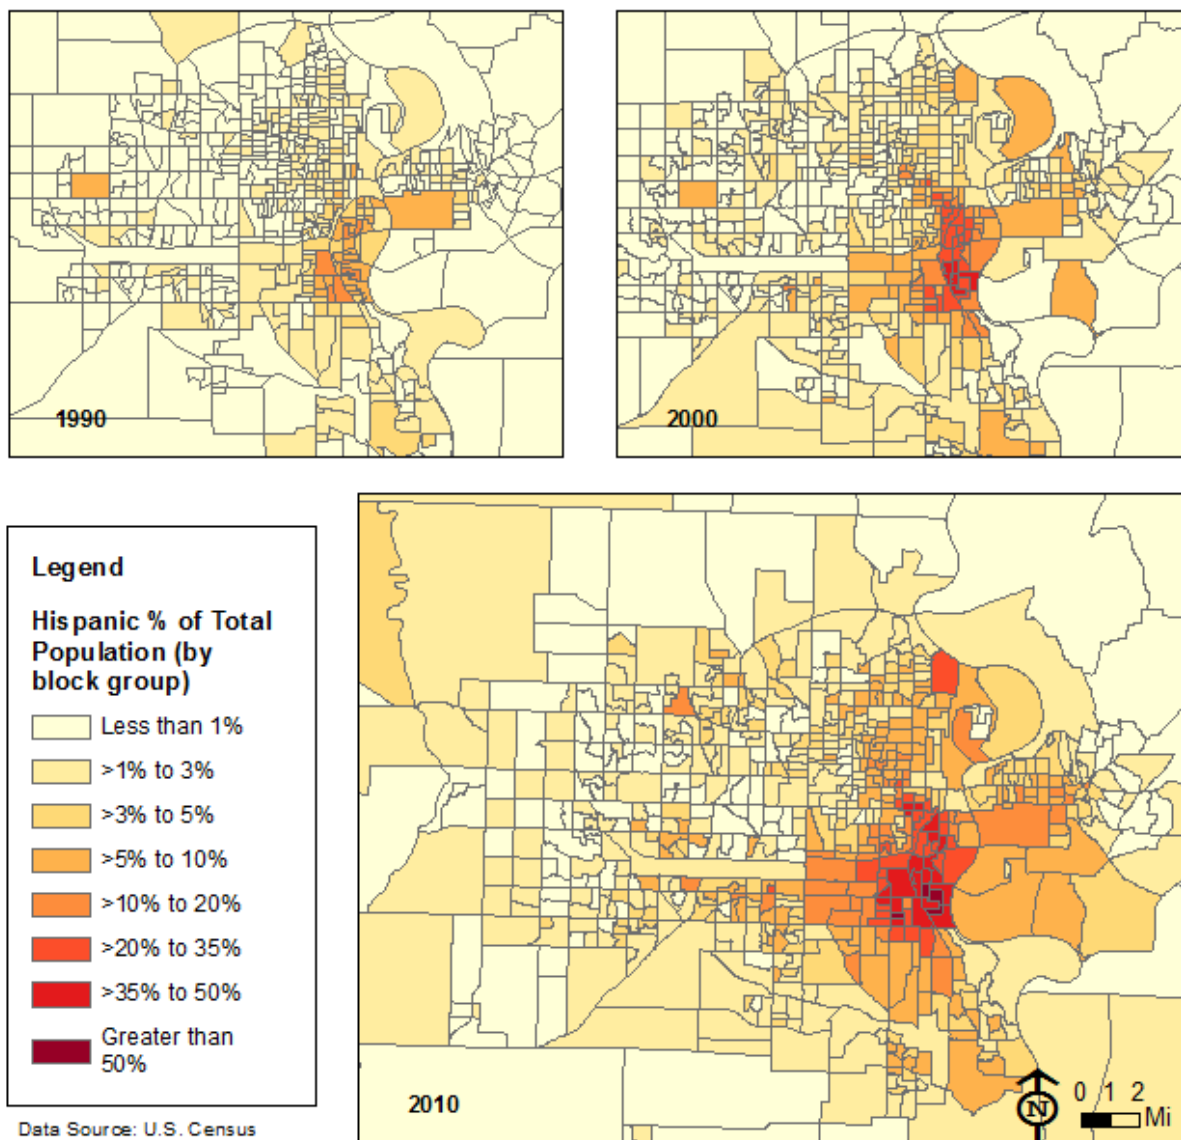 1990
2000
Legend
Hispanic % of Total
Population (by
block group)
Less than 1%
>1% to 3%
>3% to 5%
>5% to 10%
>10% to 20%
>20% to 35%
>35% to 50%
Greater than
50%
Data Source: U.S. Census
2010
N
0 1 2
Mi